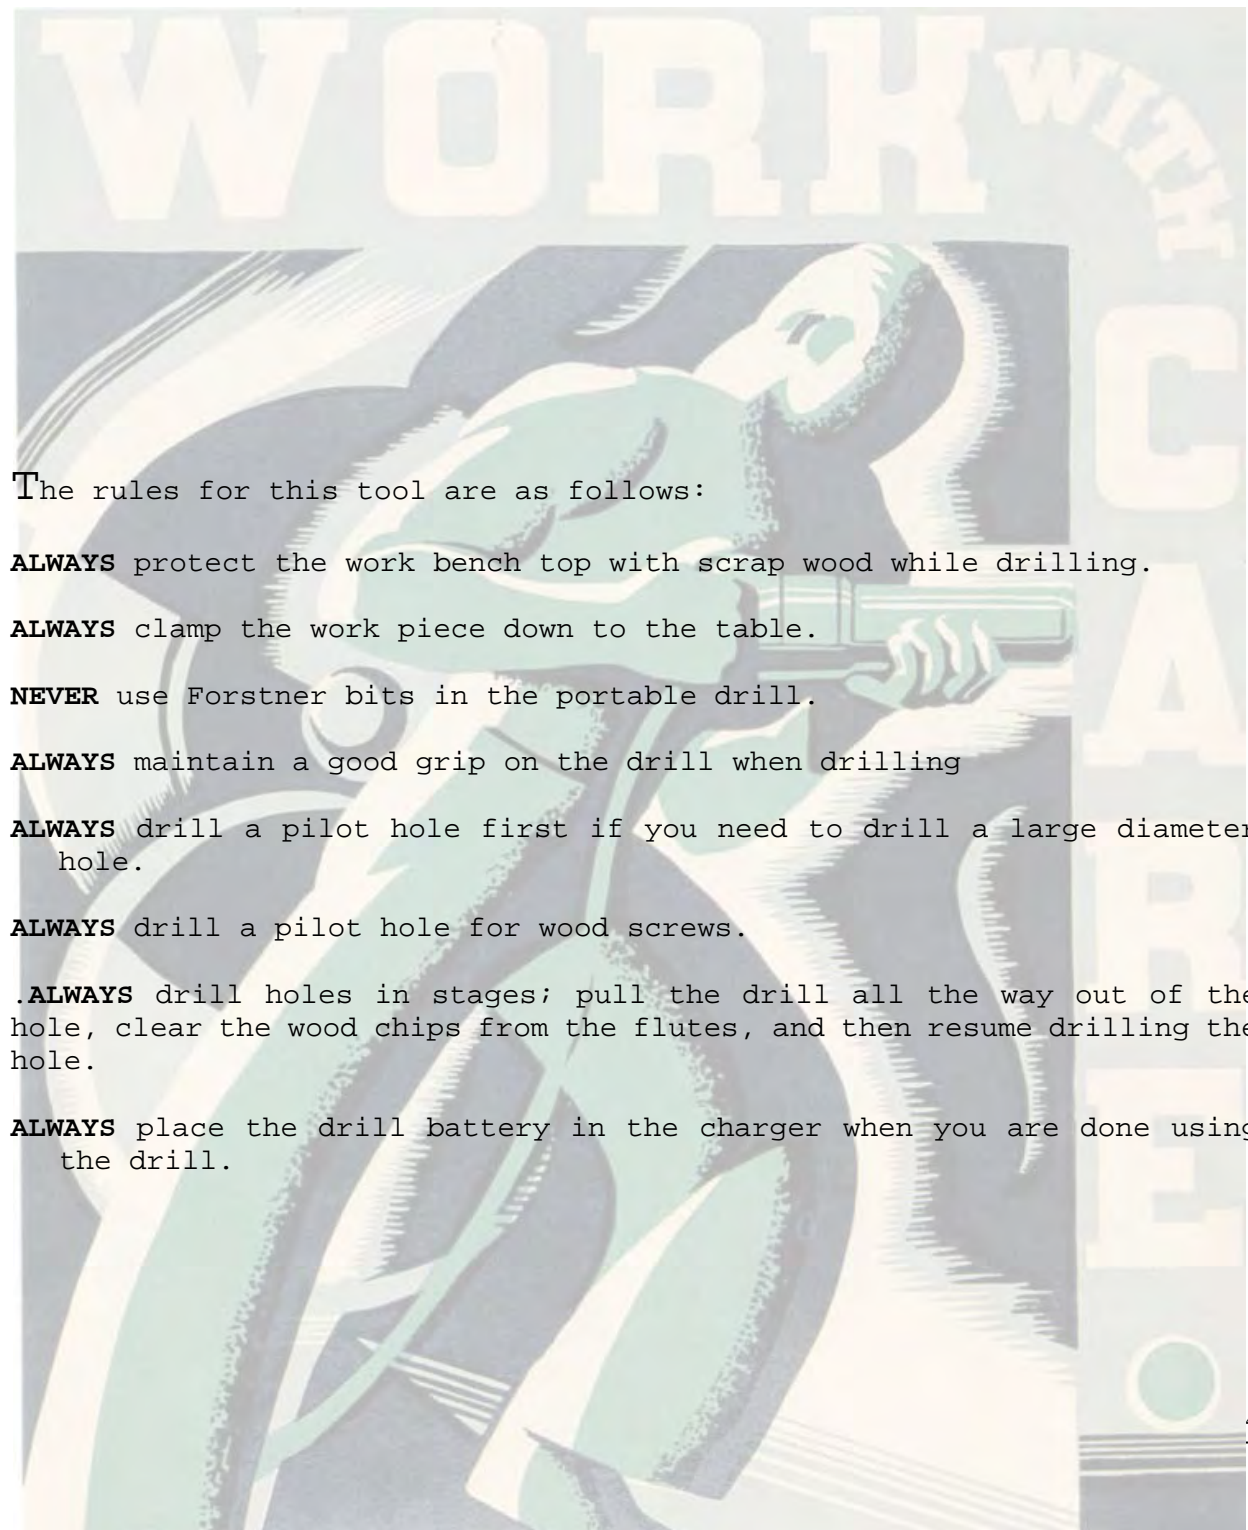 WORK WITH
CARE
The rules for this tool are as follows:
ALWAYS protect the work bench top with scrap wood while drilling.
ALWAYS clamp the work piece down to the table.
NEVER use Forstner bits in the portable drill.
ALWAYS maintain a good grip on the drill when drilling
ALWAYS drill a pilot hole first if you need to drill a large diameter
hole.
ALWAYS drill a pilot hole for wood screws.
.ALWAYS drill holes in stages; pull the drill all the way out of the
hole, clear the wood chips from the flutes, and then resume drilling the
hole.
ALWAYS place the drill battery in the charger when you are done using
the drill.